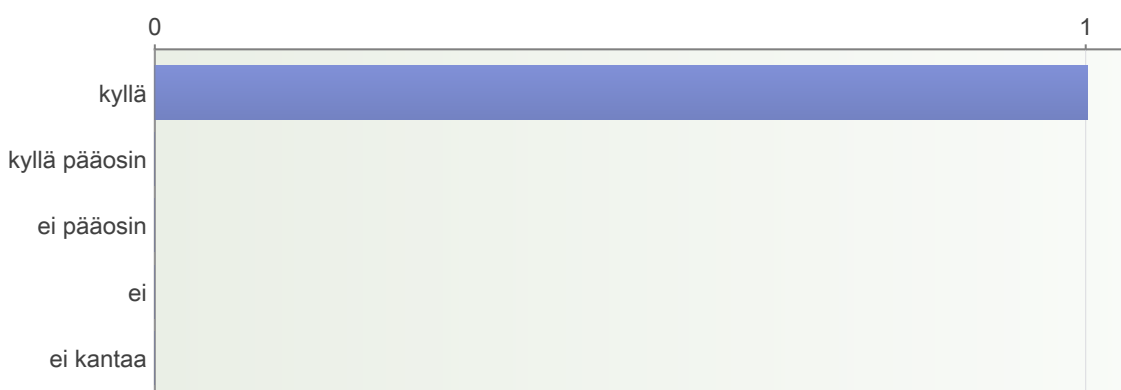 0 1
kyllä
kyllä pääosin
ei pääosin
ei
ei kantaa